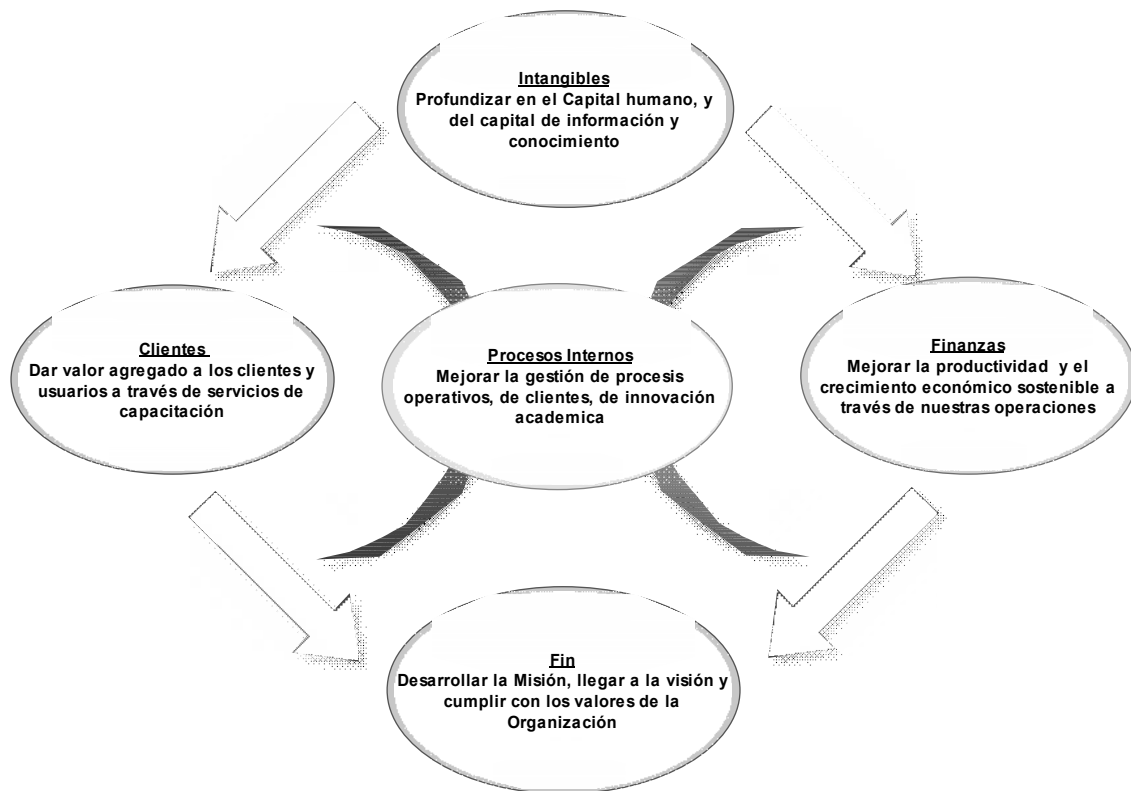 Intangibles
Profundizar en el Capital humano, y
del capital de información y
conocimiento
Clientes
Dar valor agregado a los clientes y
usuarios a través de servicios de
capacitación
Procesos Internos
Mejorar la gestión de procesis
operativos, de clientes, de innovación
academica
Finanzas
Mejorar la productividad y el
crecimiento económico sostenible a
través de nuestras operaciones
Fin
Desarrollar la Misión, llegar a la visión y
cumplir con los valores de la
Organización